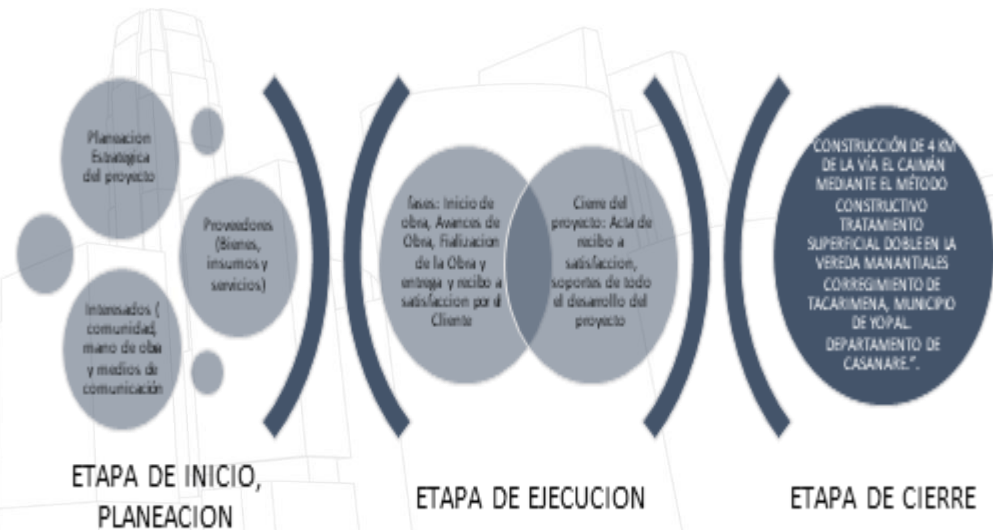 Planeacion
Estrategica
del proyecto
Proveedores
(Bienes,
insumos y
servicios)
Interesados (
comunidad,
mano de oba
y medios de
comunicación
fases: Inicio de
obra, Avances de
Obra, Fialiuzacion
de la Obra y
entrega y recibo a
satisfaccion por el
Cliente
Cierre del
proyecto: Acta de
recibo a
satisfaccion,
soportes de todo
el desarrollo del
proyecto
CONSTRUCCIÓN DE 4 KM
DE LA VÍA EL CAIMÁN
MEDIANTE EL MÉTODO
CONSTRUCTIVO
TRATAMIENTO
SUPERFICIAL DOBLE EN LA
VEREDA MANANTIALES
CORREGIMIENTO DE
TACARIMENA, MUNICIPIO
DE YOPAL.
DEPARTAMENTO DE
CASANARE.".
ETAPA DE INICIO,
PLANEACION
ETAPA DE EJECUCION
ETAPA DE CIERRE